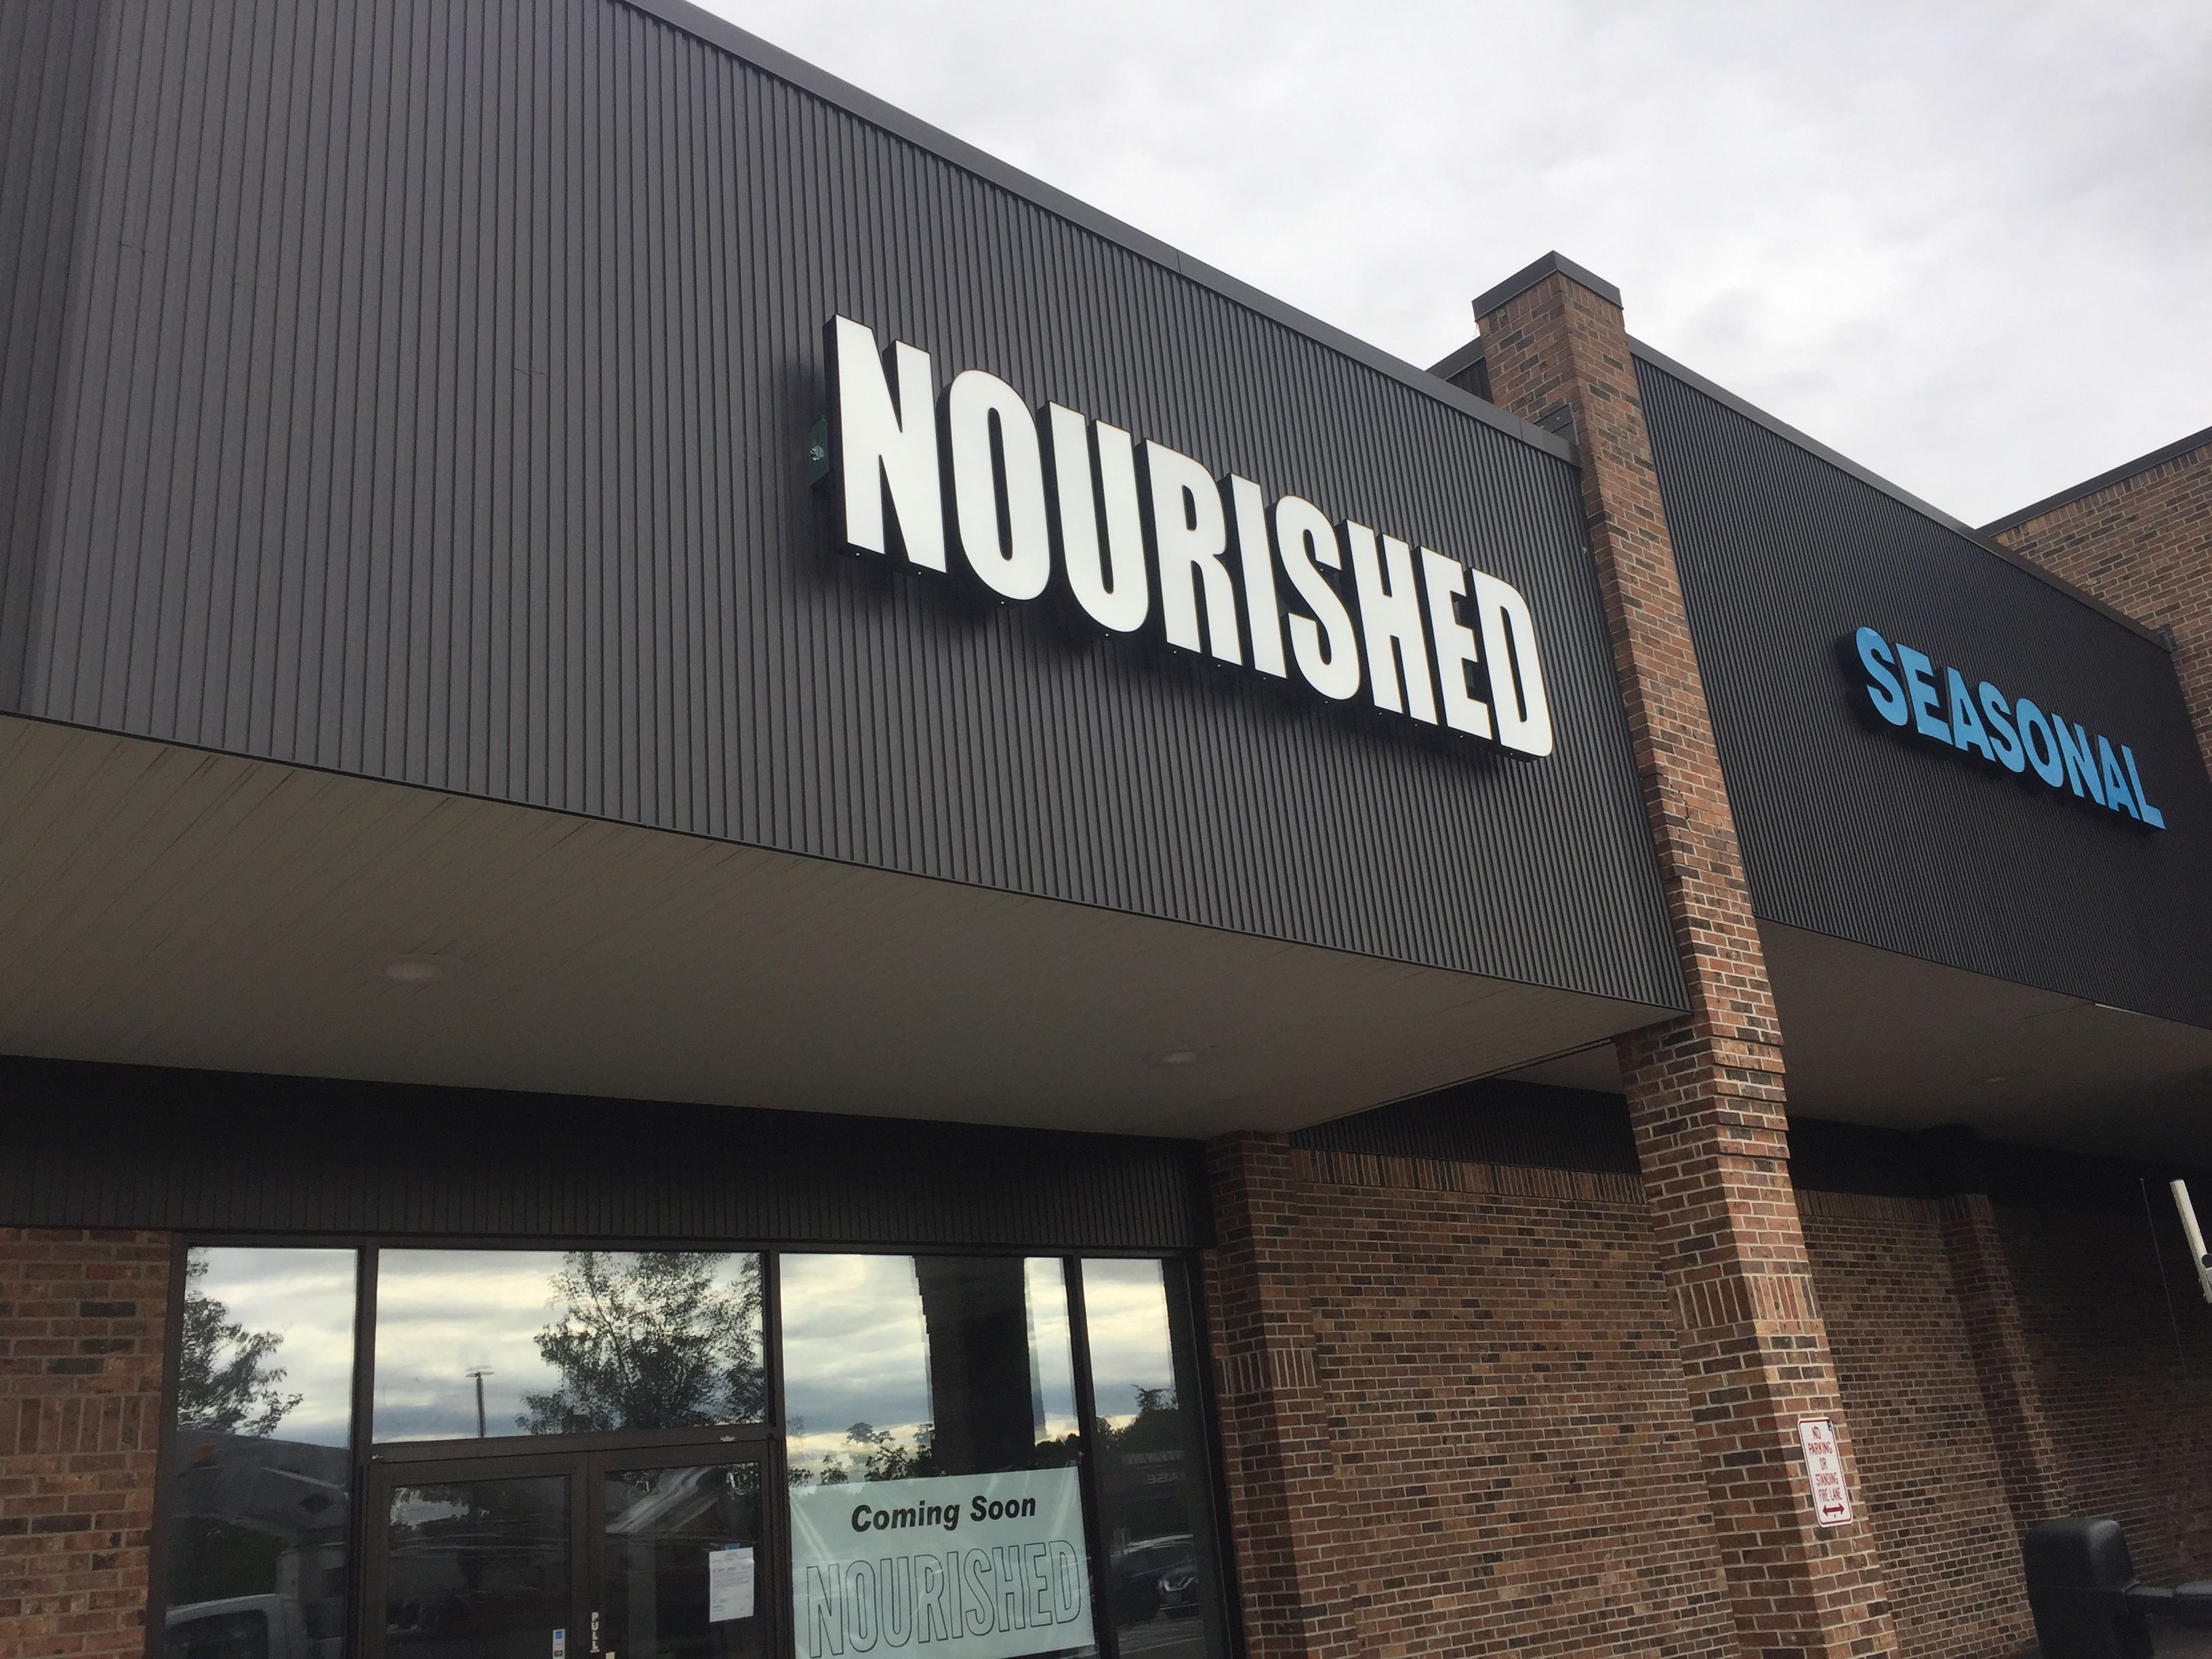 NOURISHED
SEASONAL
Coming Soon
NOURISHED
PULL
NO
PARKING
OR
STANDING
FIRE LANE